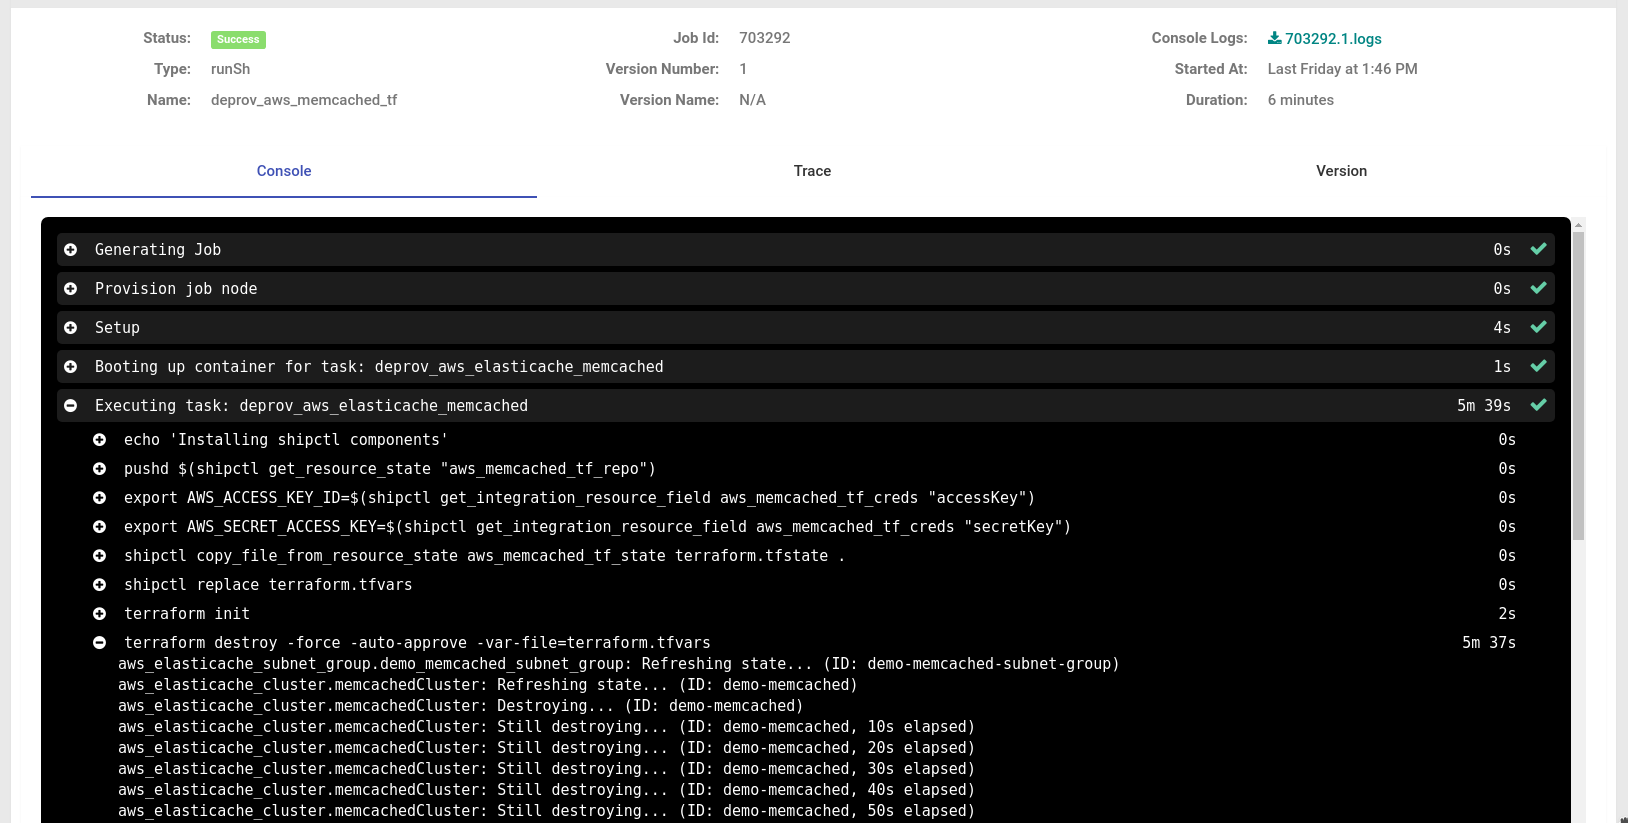 Status: Success Job Id: 703292 Console Logs: 703292.1.logs
Type: runSh Version Number: 1 Started At: Last Friday at 1:46 PM
Name: deprov_aws_memcached_tf Version Name: N/A Duration: 6 minutes
Console Trace Version
Generating Job 0s
Provision job node 0s
Setup 4s
Booting up container for task: deprov_aws_elasticache_memcached 1s
Executing task: deprov_aws_elasticache_memcached 5m 39s
echo 'Installing shipctl components' 0s
pushd $(shipctl get_resource_state "aws_memcached_tf_repo") 0s
export AWS_ACCESS_KEY_ID=$(shipctl get_integration_resource_field aws_memcached_tf_creds "accessKey") 0s
export AWS_SECRET_ACCESS_KEY=$(shipctl get_integration_resource_field aws_memcached_tf_creds "secretKey") 0s
shipctl copy_file_from_resource_state aws_memcached_tf_state terraform.tfstate . 0s
shipctl replace terraform.tfvars 0s
terraform init 2s
terraform destroy -force -auto-approve -var-file=terraform.tfvars 5m 37s
aws_elasticache_subnet_group.demo_memcached_subnet_group: Refreshing state... (ID: demo-memcached-subnet-group)
aws_elasticache_cluster.memcachedCluster: Refreshing state... (ID: demo-memcached)
aws_elasticache_cluster.memcachedCluster: Destroying... (ID: demo-memcached)
aws_elasticache_cluster.memcachedCluster: Still destroying... (ID: demo-memcached, 10s elapsed)
aws_elasticache_cluster.memcachedCluster: Still destroying... (ID: demo-memcached, 20s elapsed)
aws_elasticache_cluster.memcachedCluster: Still destroying... (ID: demo-memcached, 30s elapsed)
aws_elasticache_cluster.memcachedCluster: Still destroying... (ID: demo-memcached, 40s elapsed)
aws_elasticache_cluster.memcachedCluster: Still destroying... (ID: demo-memcached, 50s elapsed)